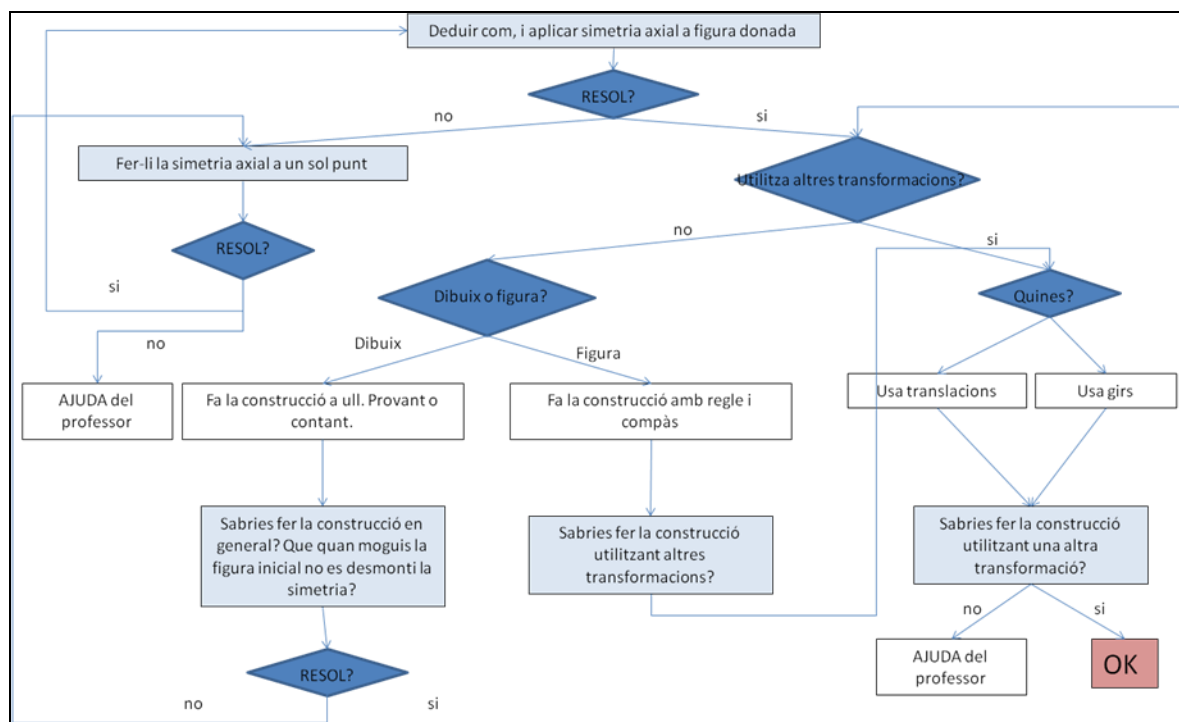 Deduir com, i aplicar simetria axial a figura donada
RESOL?
no
si
Fer-li la simetria axial a un sol punt
Utilitza altres transformacions?
RESOL?
no
si
si
Dibuix o figura?
Quines?
no
Dibuix
Figura
AJUDA del
professor
Fa la construcció a ull. Provant o
contant.
Fa la construcció amb regle i
compàs
Usa translacions
Usa girs
Sabries fer la construcció en
general? Que quan moguis la
figura inicial no es desmonti la
simetria?
Sabries fer la construcció
utilitzant altres
transformacions?
Sabries fer la construcció
utilitzant una altra
transformació?
no
si
AJUDA del
professor
OK
RESOL?
no
si